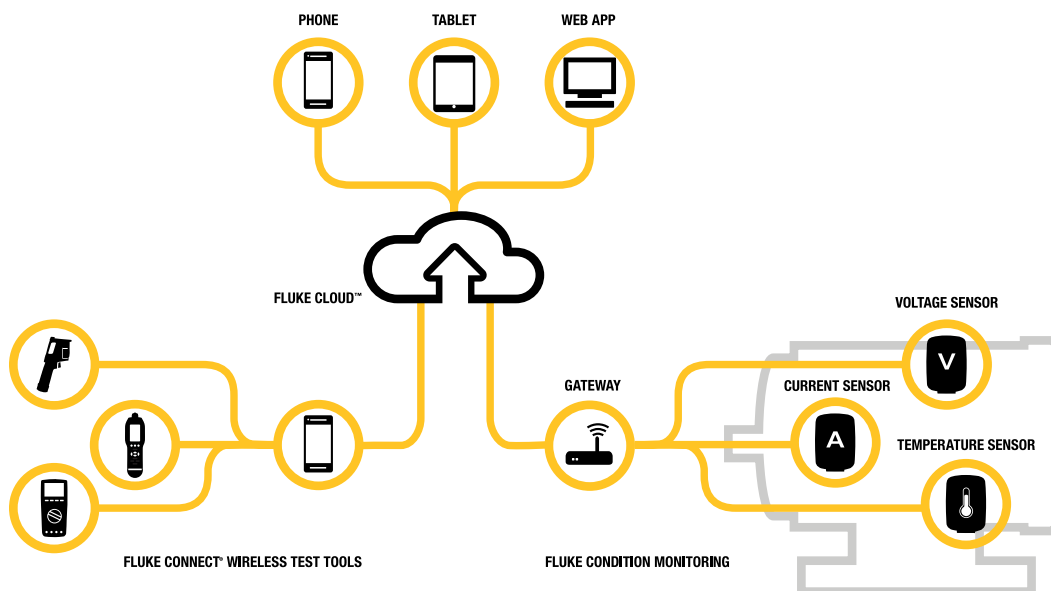 PHONE
TABLET
WEB APP
FLUKE CLOUD™
VOLTAGE SENSOR
V
GATEWAY
CURRENT SENSOR
A
TEMPERATURE SENSOR
FLUKE CONNECT® WIRELESS TEST TOOLS
FLUKE CONDITION MONITORING